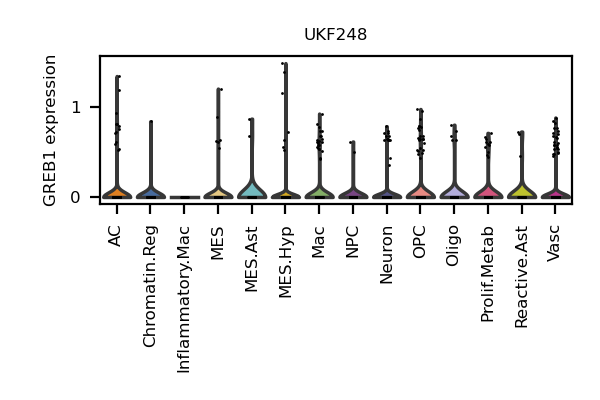 UKF248
GREB1 expression
1
0
AC
Chromatin.Reg
Inflammatory.Mac
MES
MES.Ast
MES.Hyp
Mac
NPC
Neuron
OPC
Oligo
Prolif.Metab
Reactive.Ast
Vasc